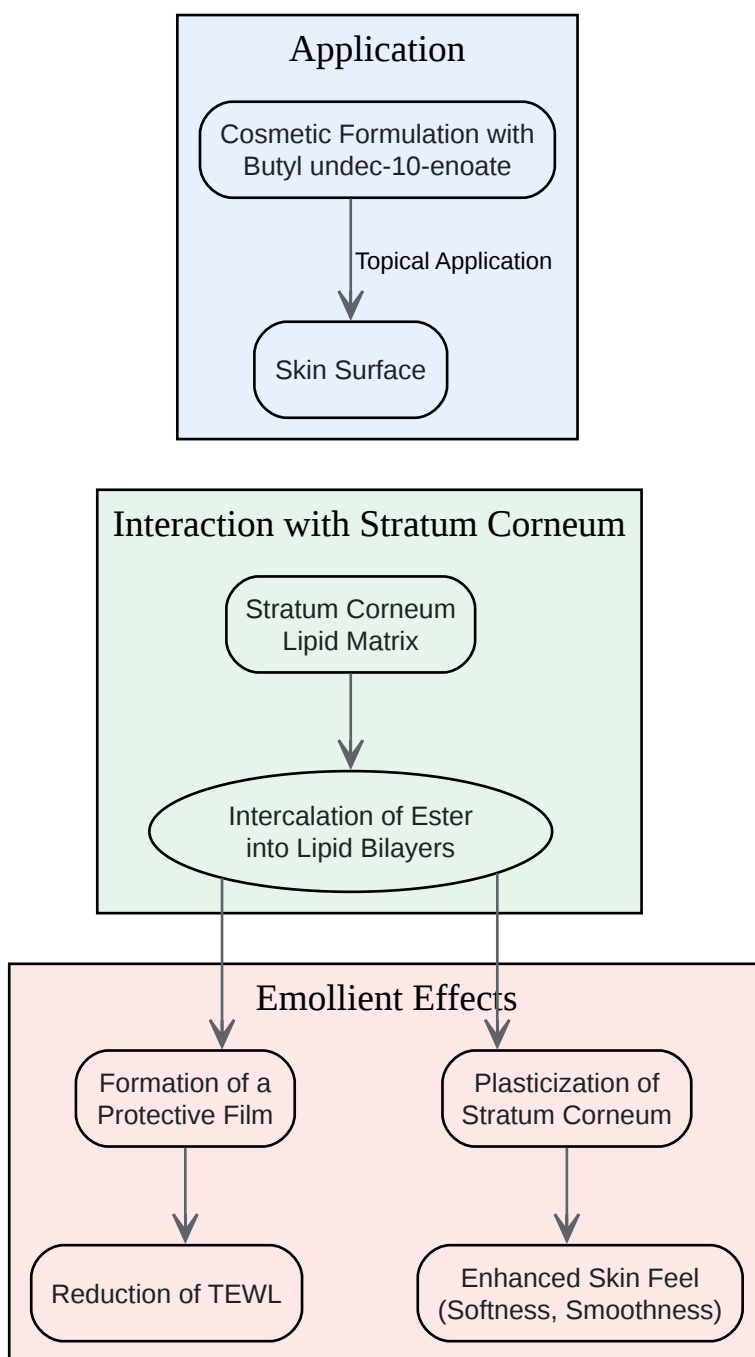 Application
Cosmetic Formulation with
Butyl undec-10-enoate
Topical Application
Skin Surface
Interaction with Stratum Corneum
Stratum Corneum
Lipid Matrix
Intercalation of Ester
into Lipid Bilayers
Emollient Effects
Formation of a
Protective Film
Plasticization of
Stratum Corneum
Reduction of TEWL
Enhanced Skin Feel
(Softness, Smoothness)